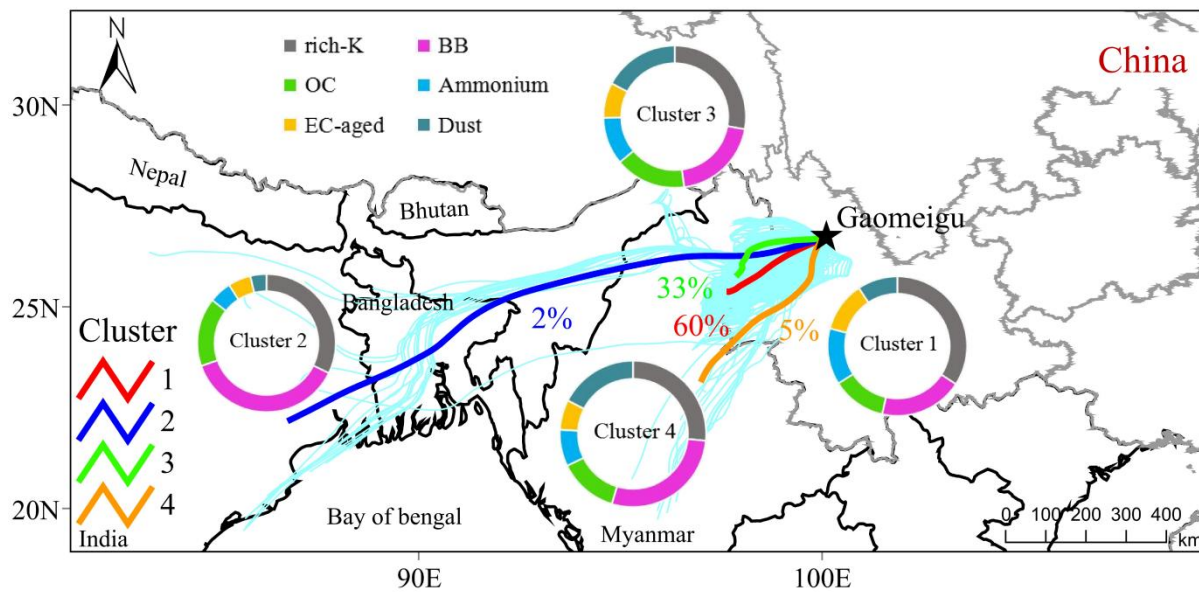 N
rich-K
BB
OC
Ammonium
EC-aged
Dust
China
30N
25N
20N
Nepal
Bhutan
Bangladesh
Gaomeigu
Cluster 3
Cluster 2
Cluster 1
Cluster 4
33%
60%
5%
2%
Cluster
1
2
3
4
India
Bay of bengal
Myanmar
0 100 200 300 400
km
90E
100E